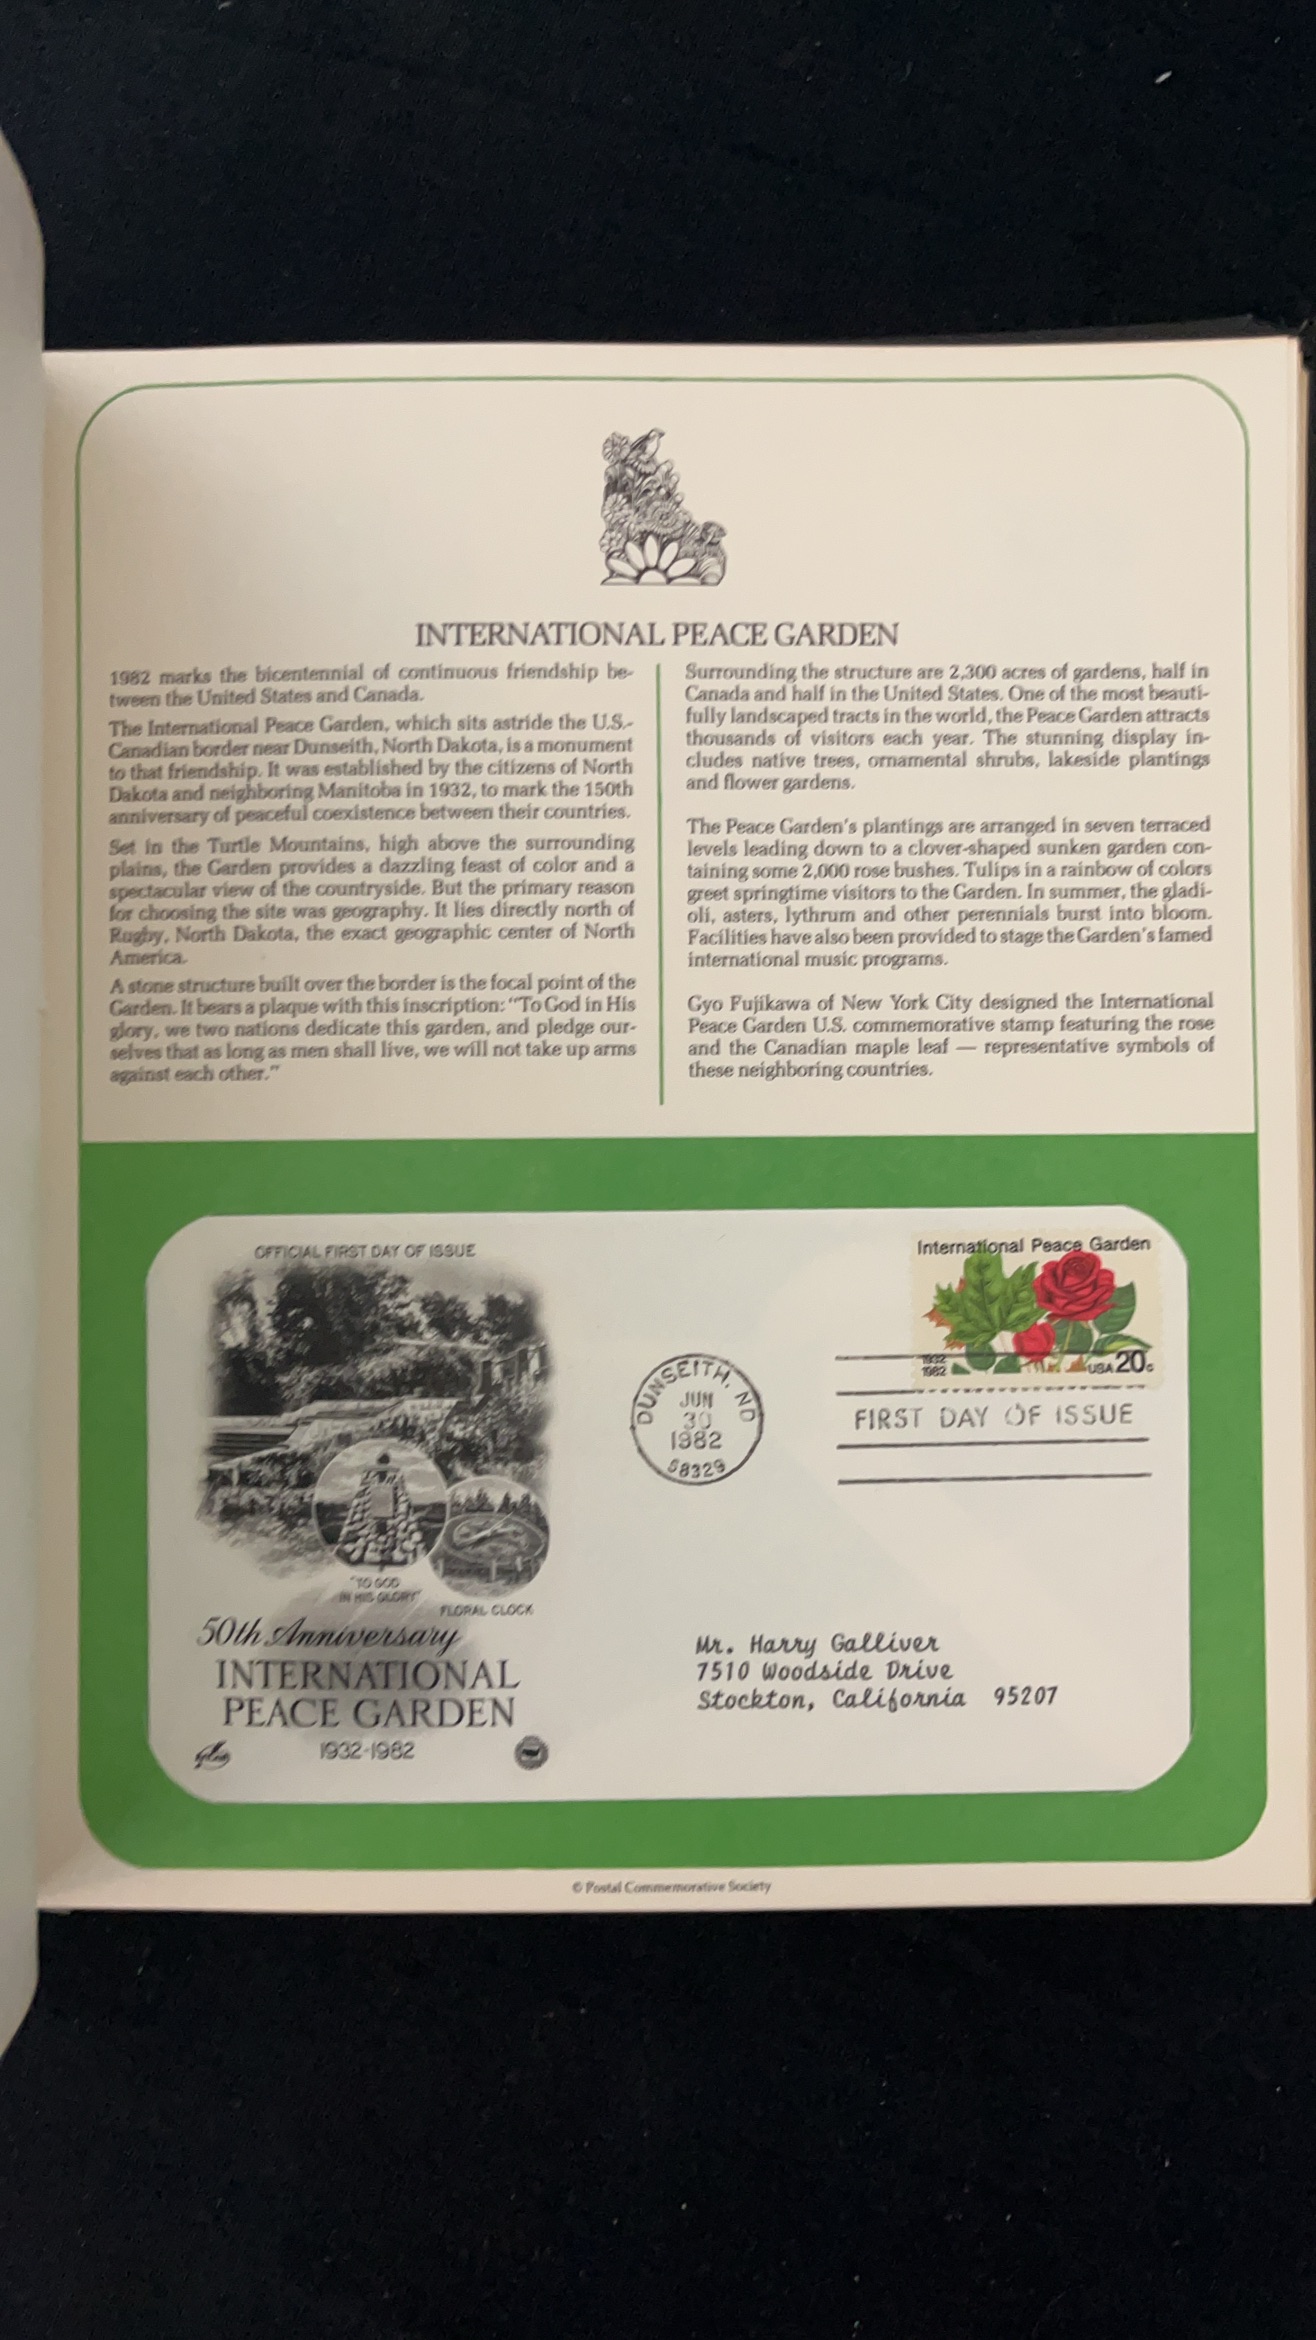 INTERNATIONAL PEACE GARDEN
1982 marks the bicentennial of continuous friendship be-
tween the United States and Canada.
The International Peace Garden, which sits astride the U.S.-
Canadian border near Dunseith, North Dakota, is a monument
to that friendship. It was established by the citizens of North
Dakota and neighboring Manitoba in 1932, to mark the 150th
anniversary of peaceful coexistence between their countries.
Set in the Turtle Mountains, high above the surrounding
plains, the Garden provides a dazzling feast of color and a
spectacular view of the countryside. But the primary reason
for choosing the site was geography. It lies directly north of
Rugby, North Dakota, the exact geographic center of North
America.
A stone structure built over the border is the focal point of the
Garden. It bears a plaque with this inscription: "To God in His
glory, we two nations dedicate this garden, and pledge our-
selves that as long as men shall live, we will not take up arms
against each other."
Surrounding the structure are 2,300 acres of gardens, half in
Canada and half in the United States. One of the most beauti-
fully landscaped tracts in the world, the Peace Garden attracts
thousands of visitors each year. The stunning display in-
cludes native trees, ornamental shrubs, lakeside plantings
and flower gardens.
The Peace Garden's plantings are arranged in seven terraced
levels leading down to a clover-shaped sunken garden con-
taining some 2,000 rose bushes. Tulips in a rainbow of colors
greet springtime visitors to the Garden. In summer, the gladi-
oli, asters, lythrum and other perennials burst into bloom.
Facilities have also been provided to stage the Garden's famed
international music programs.
Gyo Fujikawa of New York City designed the International
Peace Garden U.S. commemorative stamp featuring the rose
and the Canadian maple leaf — representative symbols of
these neighboring countries.
OFFICIAL FIRST DAY OF ISSUE
"TO GOD
IN HIS GLORY"
FLORAL CLOCK
50th Anniversary
INTERNATIONAL
PEACE GARDEN
1932-1982
DUNSEITH, ND
JUN
30
1982
58329
International Peace Garden
1932
1982
USA 20c
FIRST DAY OF ISSUE
Mr. Harry Galliver
7510 Woodside Drive
Stockton, California 95207
© Postal Commemorative Society